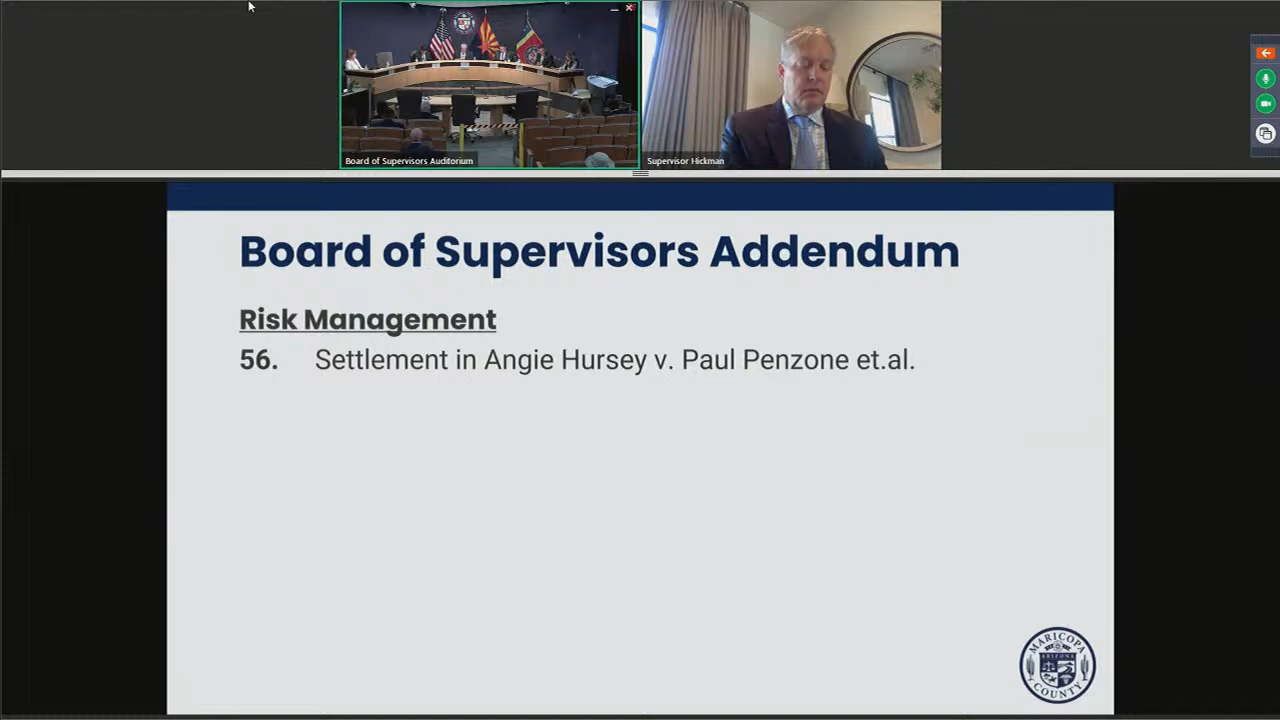 Board of Supervisors Auditorium
Supervisor Hickman
Board of Supervisors Addendum
Risk Management
56. Settlement in Angie Hursey v. Paul Penzone et.al.
MARICOPA
ARIZONA
COUNTY